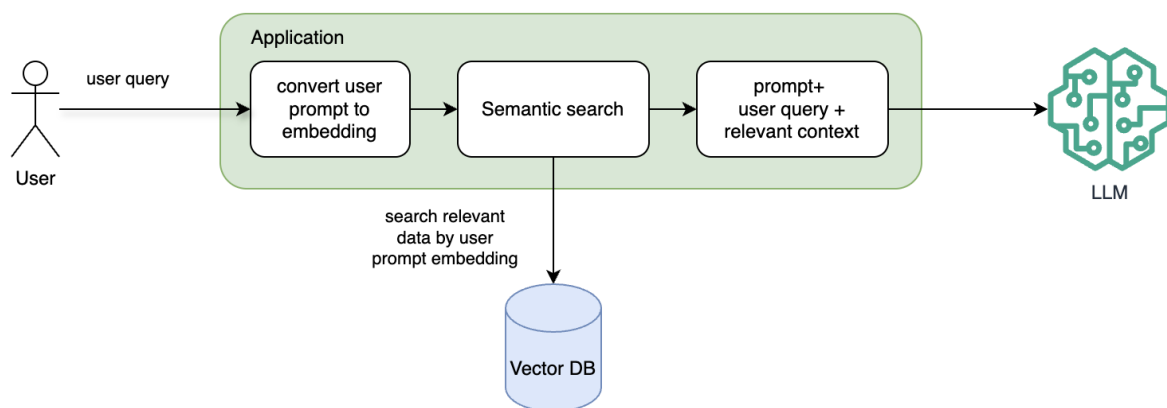 Application
user query
convert user
prompt to
embedding
Semantic search
prompt+
user query +
relevant context
User
LLM
search relevant
data by user
prompt embedding
Vector DB